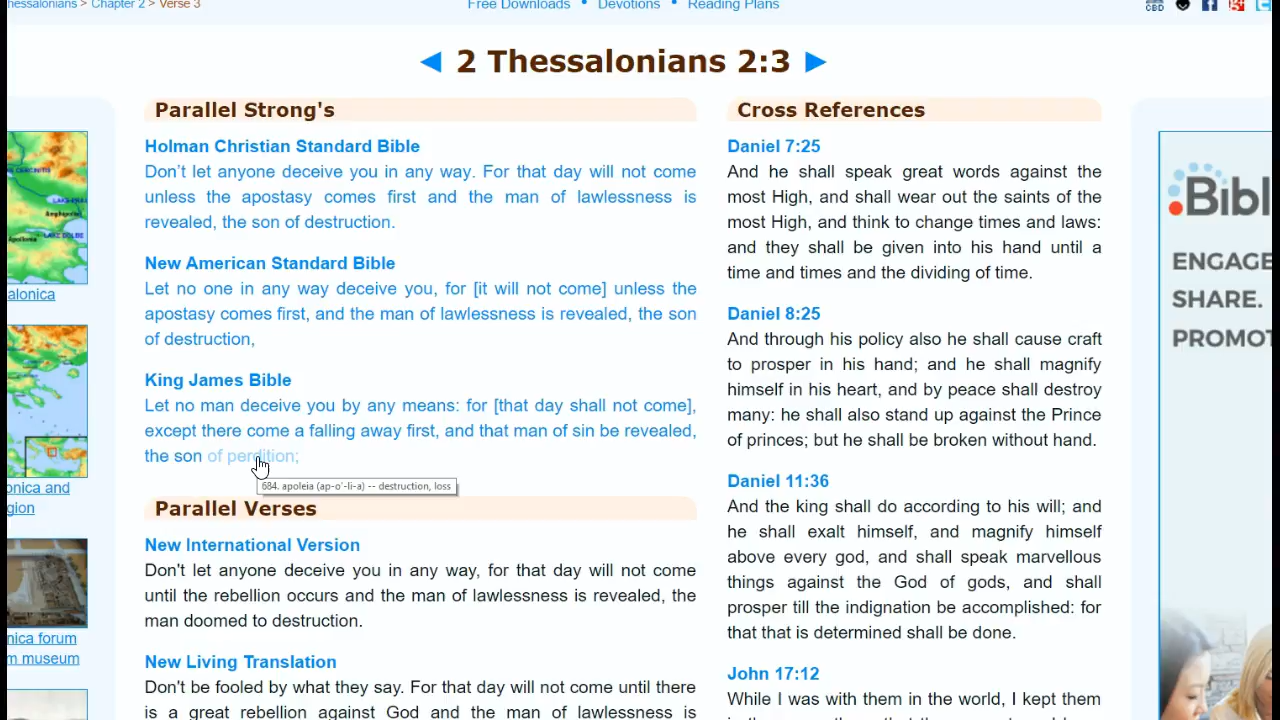 hessalonians > Chapter 2 > Verse 3
Free Downloads • Devotions • Reading Plans
CBD
◄ 2 Thessalonians 2:3 ►
Parallel Strong's
Holman Christian Standard Bible
Don't let anyone deceive you in any way. For that day will not come
unless the apostasy comes first and the man of lawlessness is
revealed, the son of destruction.
New American Standard Bible
Let no one in any way deceive you, for [it will not come] unless the
apostasy comes first, and the man of lawlessness is revealed, the son
of destruction,
King James Bible
Let no man deceive you by any means: for [that day shall not come],
except there come a falling away first, and that man of sin be revealed,
the son of perdition;
684. apoleia (ap-o'-li-a) -- destruction, loss
Parallel Verses
New International Version
Don't let anyone deceive you in any way, for that day will not come
until the rebellion occurs and the man of lawlessness is revealed, the
man doomed to destruction.
New Living Translation
Don't be fooled by what they say. For that day will not come until there
is a great rebellion against God and the man of lawlessness is
Cross References
Daniel 7:25
And he shall speak great words against the
most High, and shall wear out the saints of the
most High, and think to change times and laws:
and they shall be given into his hand until a
time and times and the dividing of time.
Daniel 8:25
And through his policy also he shall cause craft
to prosper in his hand; and he shall magnify
himself in his heart, and by peace shall destroy
many: he shall also stand up against the Prince
of princes; but he shall be broken without hand.
Daniel 11:36
And the king shall do according to his will; and
he shall exalt himself, and magnify himself
above every god, and shall speak marvellous
things against the God of gods, and shall
prosper till the indignation be accomplished: for
that that is determined shall be done.
John 17:12
While I was with them in the world, I kept them
Amphipolis
Apollonia
alonica
onica and
gion
nica forum
m museum
Bibl
ENGAGE
SHARE.
PROMOT